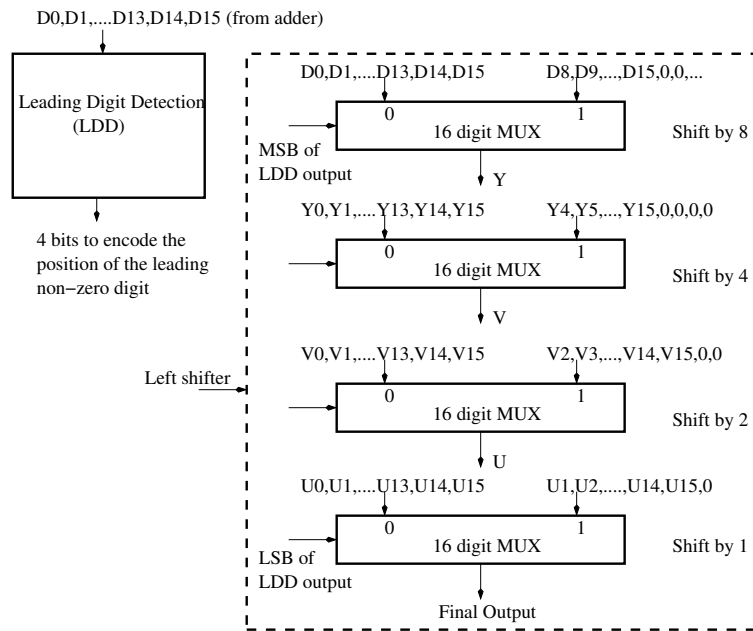 D0,D1,....D13,D14,D15 (from adder)
Leading Digit Detection
(LDD)
4 bits to encode the
position of the leading
non−zero digit
Left shifter
D0,D1,....D13,D14,D15
D8,D9,...,D15,0,0,...
0
1
16 digit MUX
Shift by 8
MSB of
LDD output
Y
Y0,Y1,....Y13,Y14,Y15
Y4,Y5,...,Y15,0,0,0,0
0
1
16 digit MUX
Shift by 4
V
V0,V1,....V13,V14,V15
V2,V3,...,V14,V15,0,0
0
1
16 digit MUX
Shift by 2
U
U0,U1,....U13,U14,U15
U1,U2,....,U14,U15,0
0
1
16 digit MUX
Shift by 1
LSB of
LDD output
Final Output